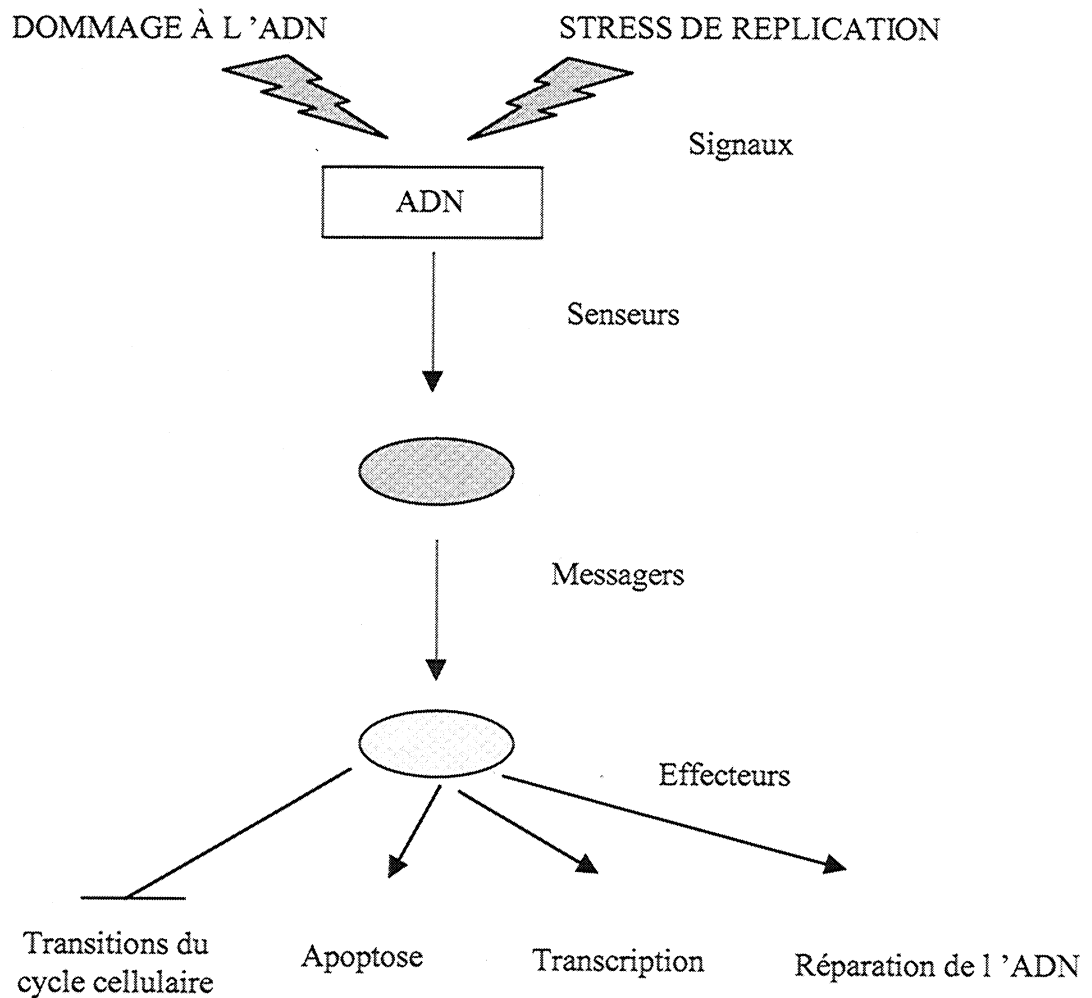 DOMMAGE À L ’ADN
STRESS DE REPLICATION
Signaux
ADN
Senseurs
Messagers
Effecteurs
Transitions du
cycle cellulaire
Apoptose
Transcription
Réparation de l ’ADN